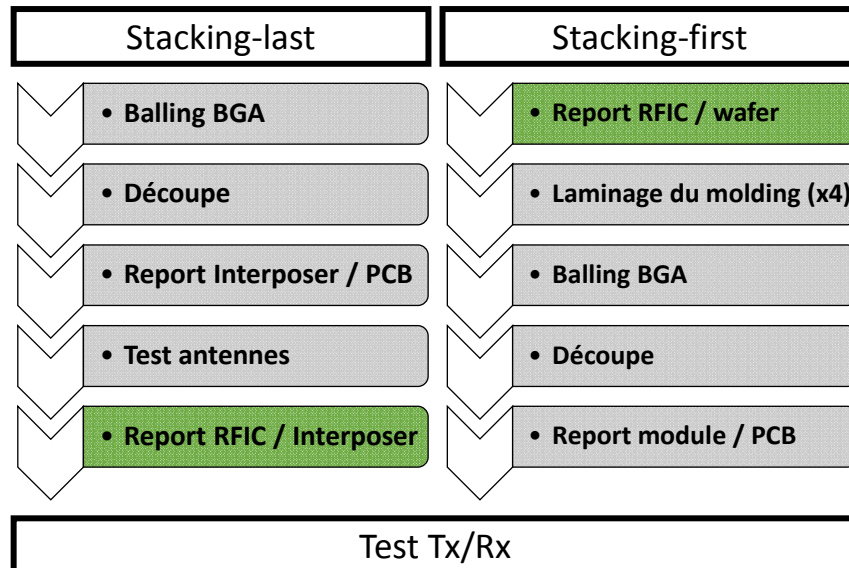 Stacking-last
• Balling BGA
• Découpe
• Report Interposer / PCB
• Test antennes
• Report RFIC / Interposer
Stacking-first
• Report RFIC / wafer
• Laminage du molding (x4)
• Balling BGA
• Découpe
• Report module / PCB
Test Tx/Rx